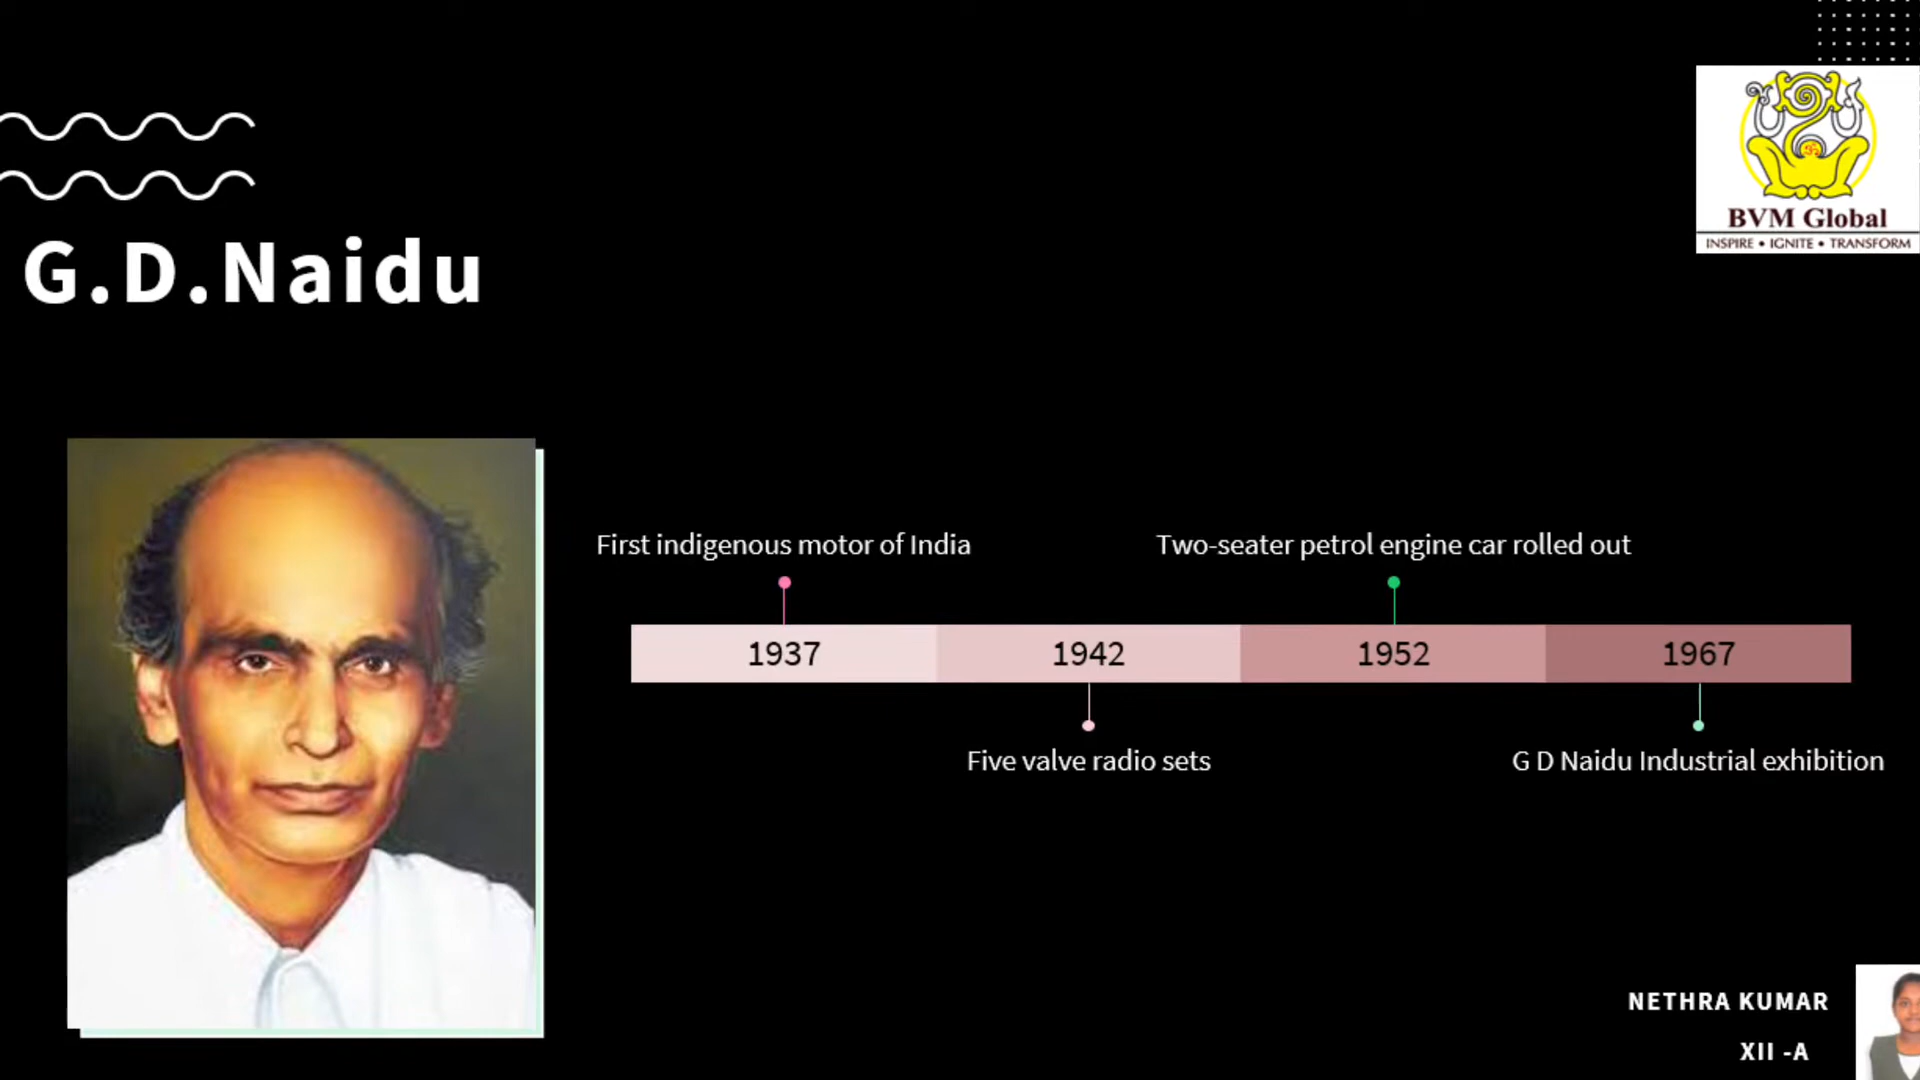 BVM Global
INSPIRE • IGNITE • TRANSFORM
G.D.Naidu
First indigenous motor of India
Two-seater petrol engine car rolled out
1937
1942
1952
1967
Five valve radio sets
G D Naidu Industrial exhibition
NETHRA KUMAR
XII -A